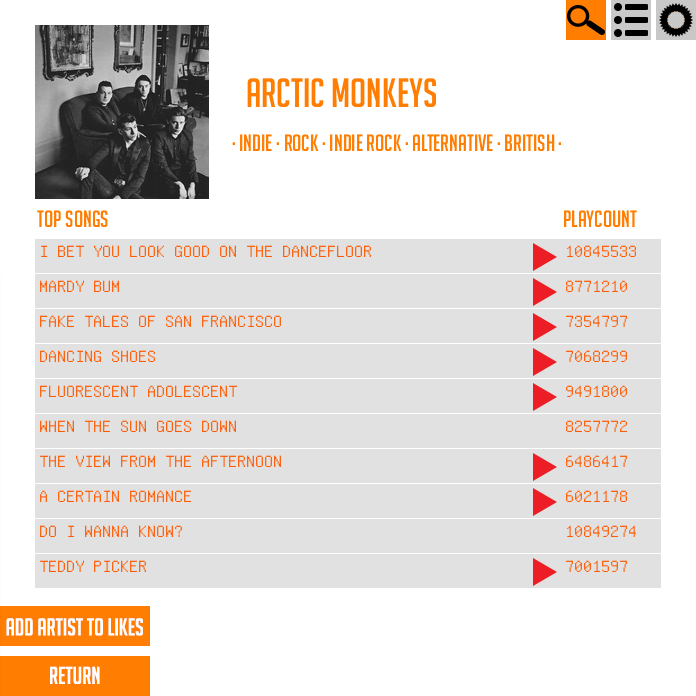 ARCTIC MONKEYS
· INDIE · ROCK · INDIE ROCK · ALTERNATIVE · BRITISH ·
TOP SONGS PLAYCOUNT
I BET YOU LOOK GOOD ON THE DANCEFLOOR 10845533
MARDY BUM 8771210
FAKE TALES OF SAN FRANCISCO 7354797
DANCING SHOES 7068299
FLUORESCENT ADOLESCENT 9491800
WHEN THE SUN GOES DOWN 8257772
THE VIEW FROM THE AFTERNOON 6486417
A CERTAIN ROMANCE 6021178
DO I WANNA KNOW? 10849274
TEDDY PICKER 7001597
ADD ARTIST TO LIKES
RETURN